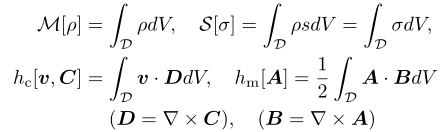 $\mathcal{M}[\rho] = \int_{\mathcal{D}} \rho dV, \quad \mathcal{S}[\sigma] = \int_{\mathcal{D}} \rho s dV = \int_{\mathcal{D}} \sigma dV,$
$h_{\mathrm{c}}[\boldsymbol{v}, \boldsymbol{C}] = \int_{\mathcal{D}} \boldsymbol{v} \cdot \boldsymbol{D} dV, \quad h_{\mathrm{m}}[\boldsymbol{A}] = \frac{1}{2} \int_{\mathcal{D}} \boldsymbol{A} \cdot \boldsymbol{B} dV$
$(\boldsymbol{D} = \nabla \times \boldsymbol{C}), \quad (\boldsymbol{B} = \nabla \times \boldsymbol{A})$